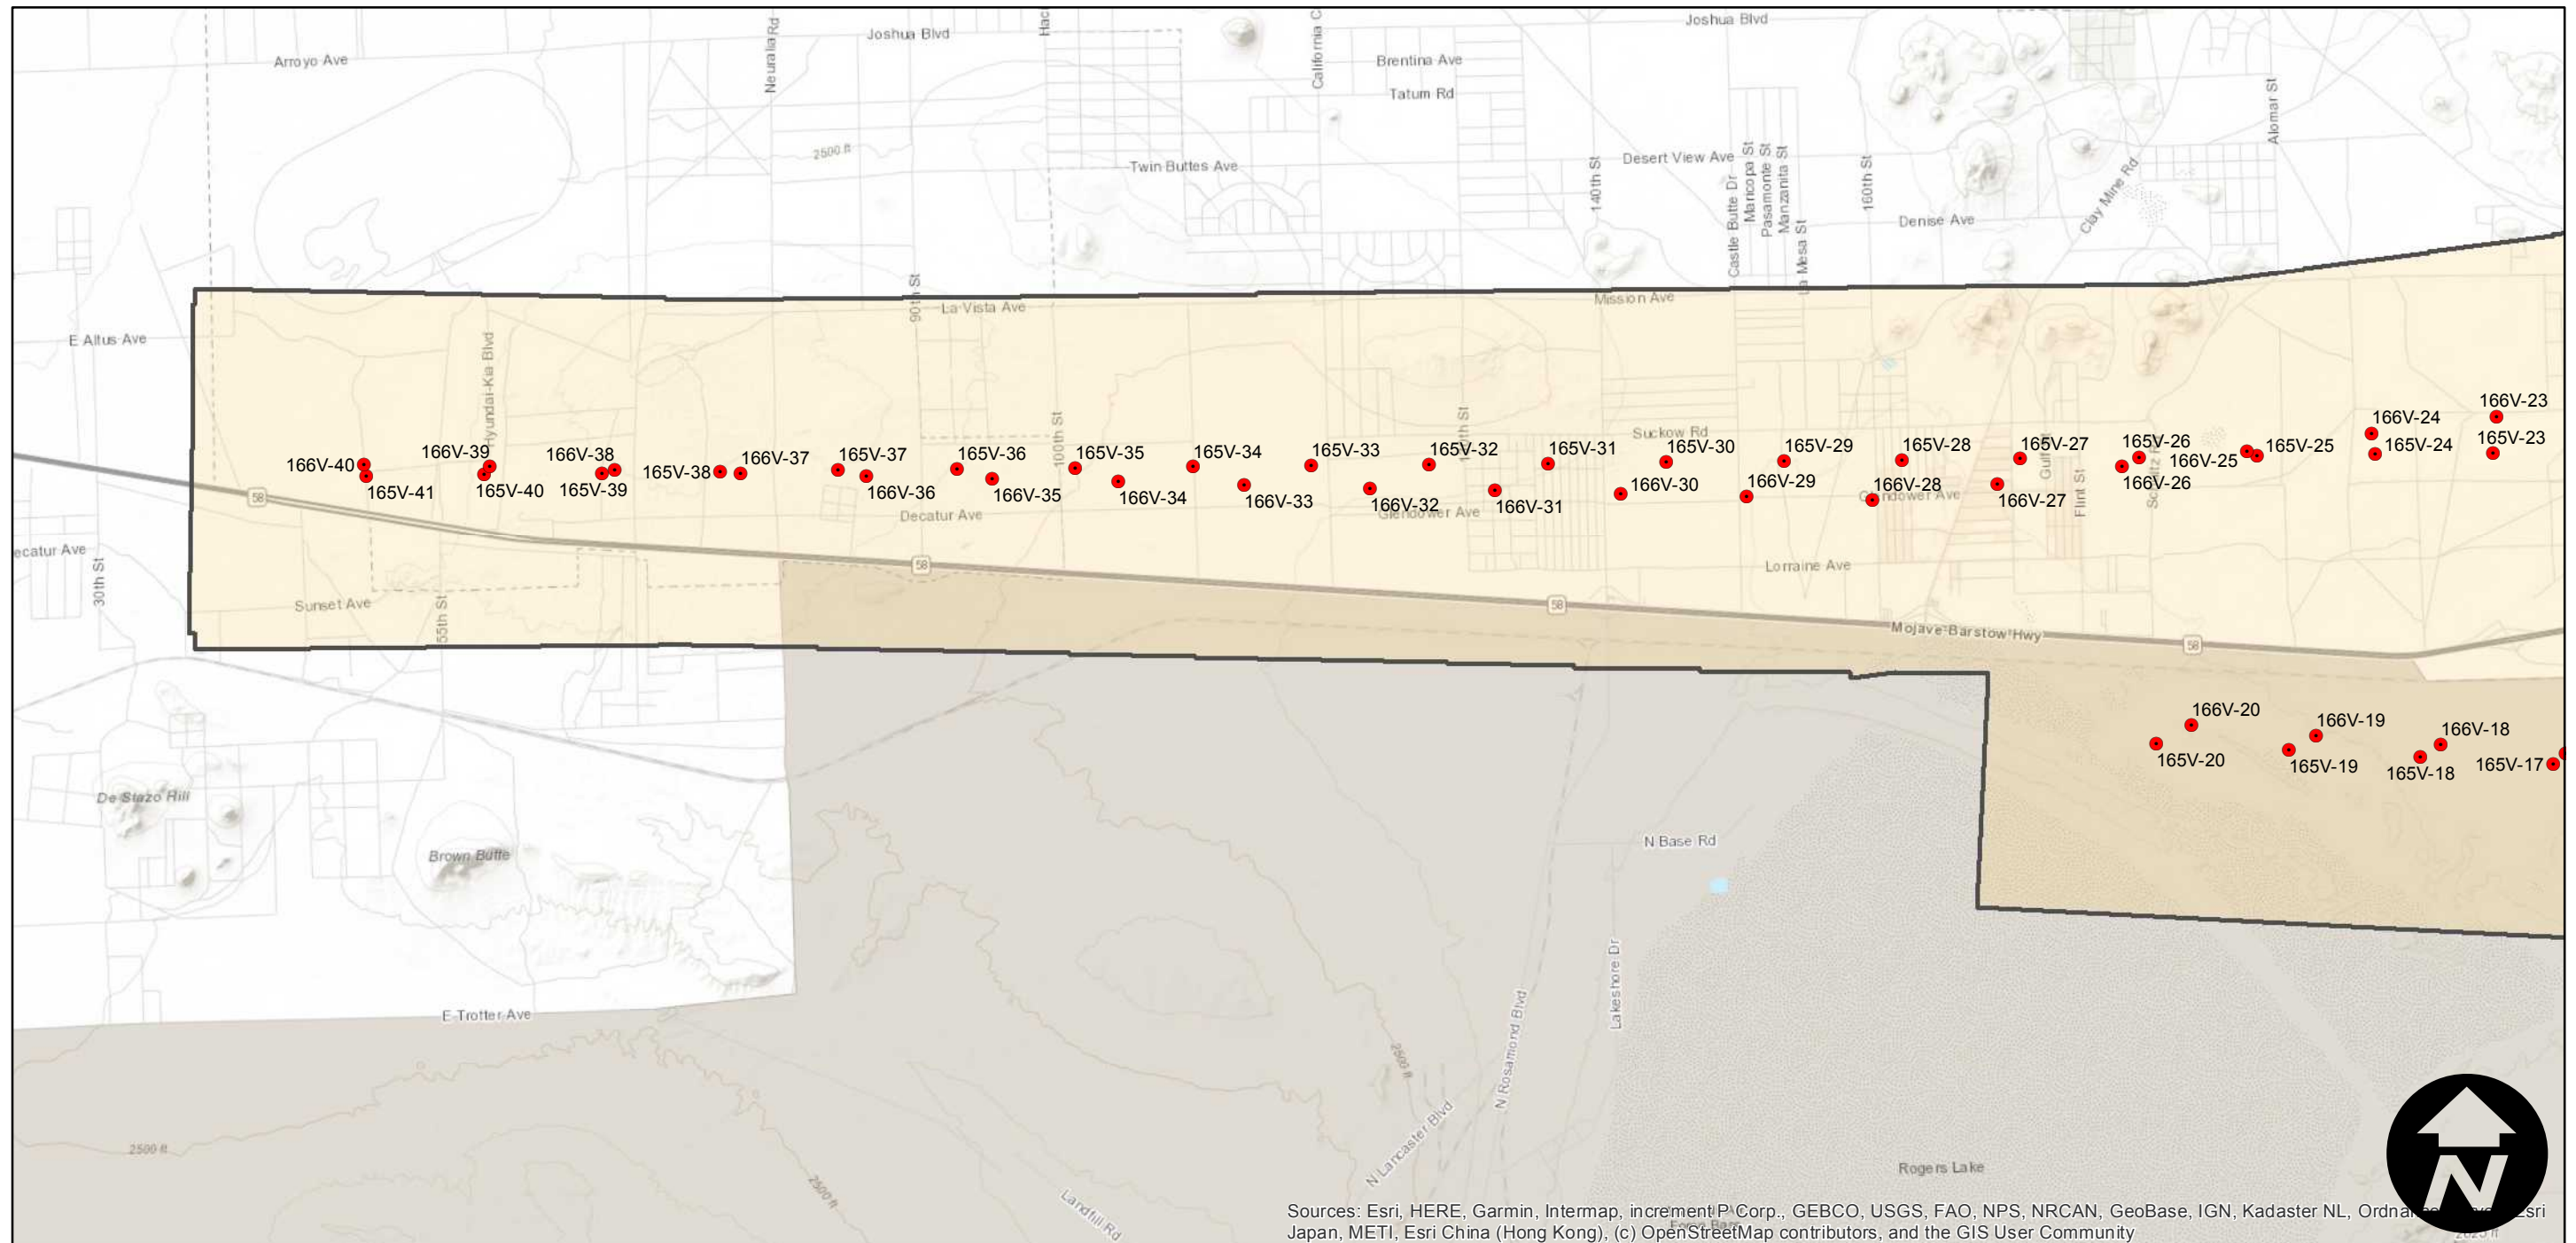 Joshua Blvd
Joshua Blvd
Neuralia Rd
Hac
California C
Arroyo Ave
Brentina Ave
Tatum Rd
Alomar St
2500 ft
Twin Buttes Ave
Desert View Ave
140th St
Castle Butte Dr
Maricopa St
Pasamonte St
Manzanita St
La Mesa St
160th St
Clay Mine Rd
Denise Ave
90th St
La Vista Ave
Mission Ave
E Altus Ave
Hyundai-Kia Blvd
100th St
Suckow Rd
Flint St
166V-23
166V-24
165V-23
165V-24
165V-25
166V-25
165V-26
166V-26
165V-27
166V-27
165V-28
166V-28
165V-29
166V-29
165V-30
166V-30
165V-31
166V-31
165V-32
166V-32
165V-33
166V-33
165V-34
166V-34
165V-35
166V-35
165V-36
166V-36
165V-37
166V-37
165V-38
166V-38
165V-39
166V-39
165V-40
166V-40
165V-41
58
Decatur Ave
Glendower Ave
ecatur Ave
30th St
58
Lorraine Ave
Sunset Ave
55th St
58
Mojave-Barstow Hwy
58
166V-20
165V-20
166V-19
165V-19
166V-18
165V-18
165V-17
De Stazo Hill
Brown Butte
N Base Rd
Lakeshore Dr
E Trotter Ave
N Rosamond Blvd
2500 ft
N Lancaster Blvd
2500 ft
2500 ft
Landfill Rd
Rogers Lake
N
Sources: Esri, HERE, Garmin, Intermap, increment P Corp., GEBCO, USGS, FAO, NPS, NRCAN, GeoBase, IGN, Kadaster NL, Esri
Japan, METI, Esri China (Hong Kong), (c) OpenStreetMap contributors, and the GIS User Community